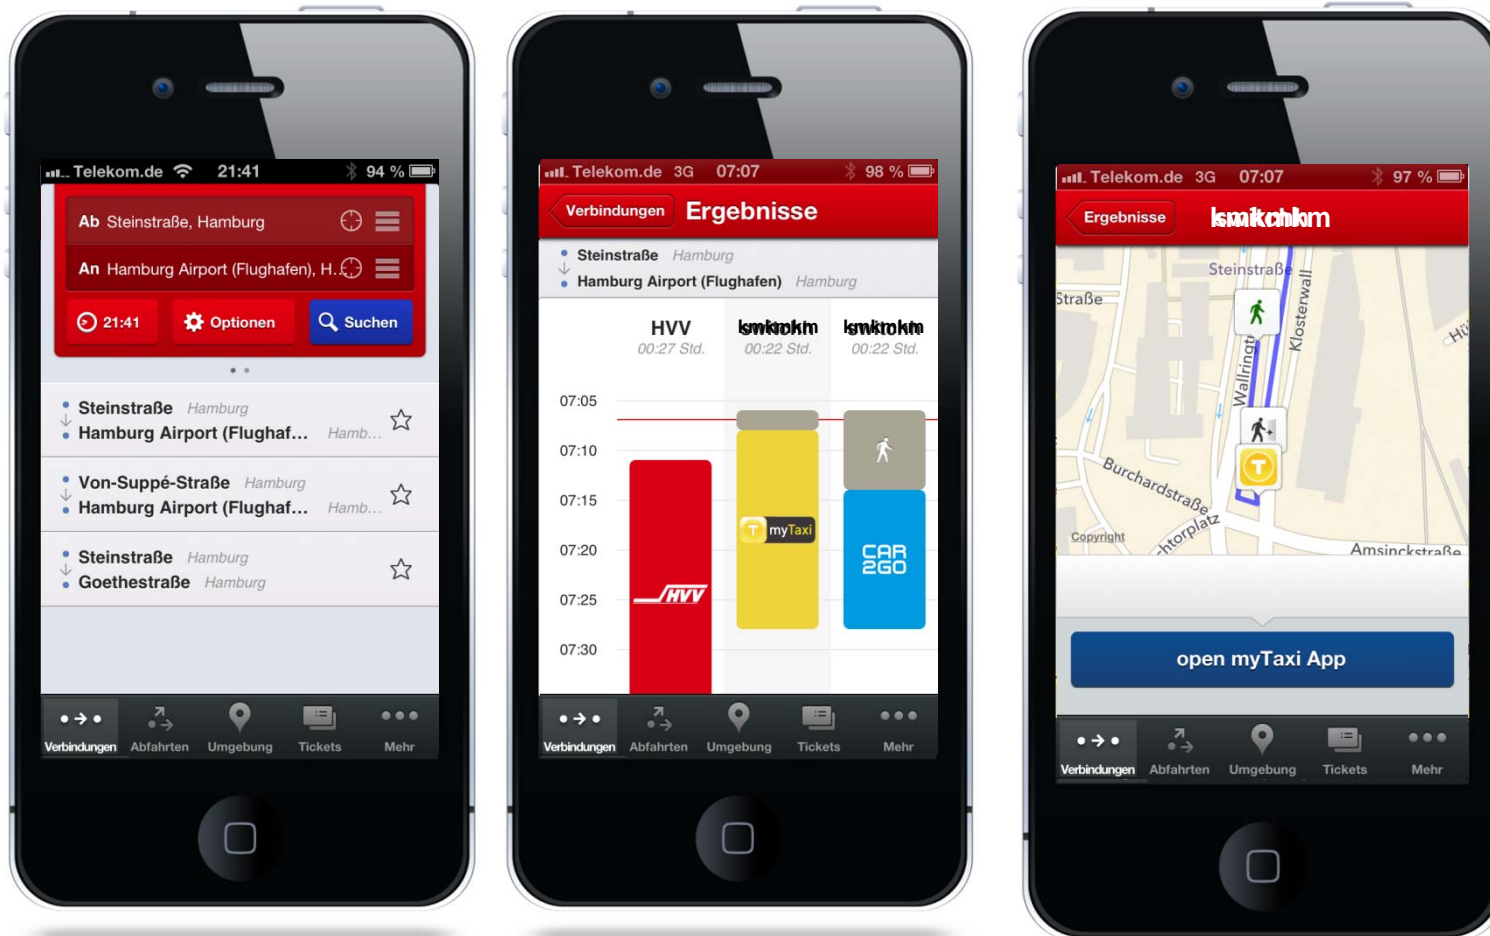 Telekom.de 21:41 94 %
Ab Steinstraße, Hamburg
An Hamburg Airport (Flughafen), H...
21:41 Optionen Suchen
Steinstraße Hamburg
Hamburg Airport (Flughaf... Hamb...
Von-Suppé-Straße Hamburg
Hamburg Airport (Flughaf... Hamb...
Steinstraße Hamburg
Goethestraße Hamburg
Verbindungen Abfahrten Umgebung Tickets Mehr
Telekom.de 3G 07:07 98 %
Verbindungen Ergebnisse
Steinstraße Hamburg
Hamburg Airport (Flughafen) Hamburg
HVV
00:27 Std. 00:22 Std. 00:22 Std.
07:05
07:10
07:15
myTaxi
07:20
CAR
2GO
07:25
HVV
07:30
Verbindungen Abfahrten Umgebung Tickets Mehr
Telekom.de 3G 07:07 97 %
Ergebnisse
Steinstraße
Straße
Klosterwall
Wallringtu
Burchardstraße
chtorplatz
Copyright
Amsinckstraße
open myTaxi App
Verbindungen Abfahrten Umgebung Tickets Mehr